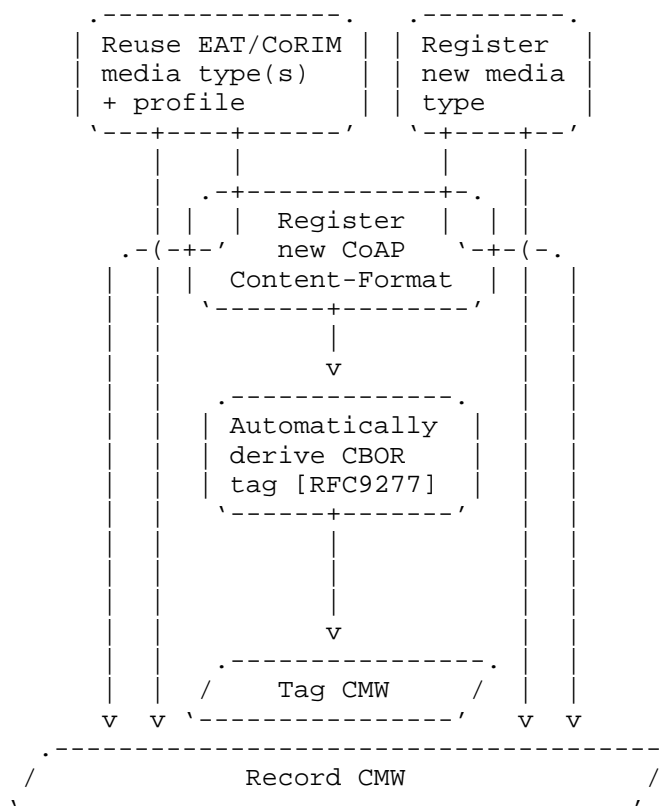 Reuse EAT/CoRIM
media type(s)
+ profile
Register
new media
type
Register
new CoAP
Content-Format
Automatically
derive CBOR
tag [RFC9277]
Tag CMW
Record CMW